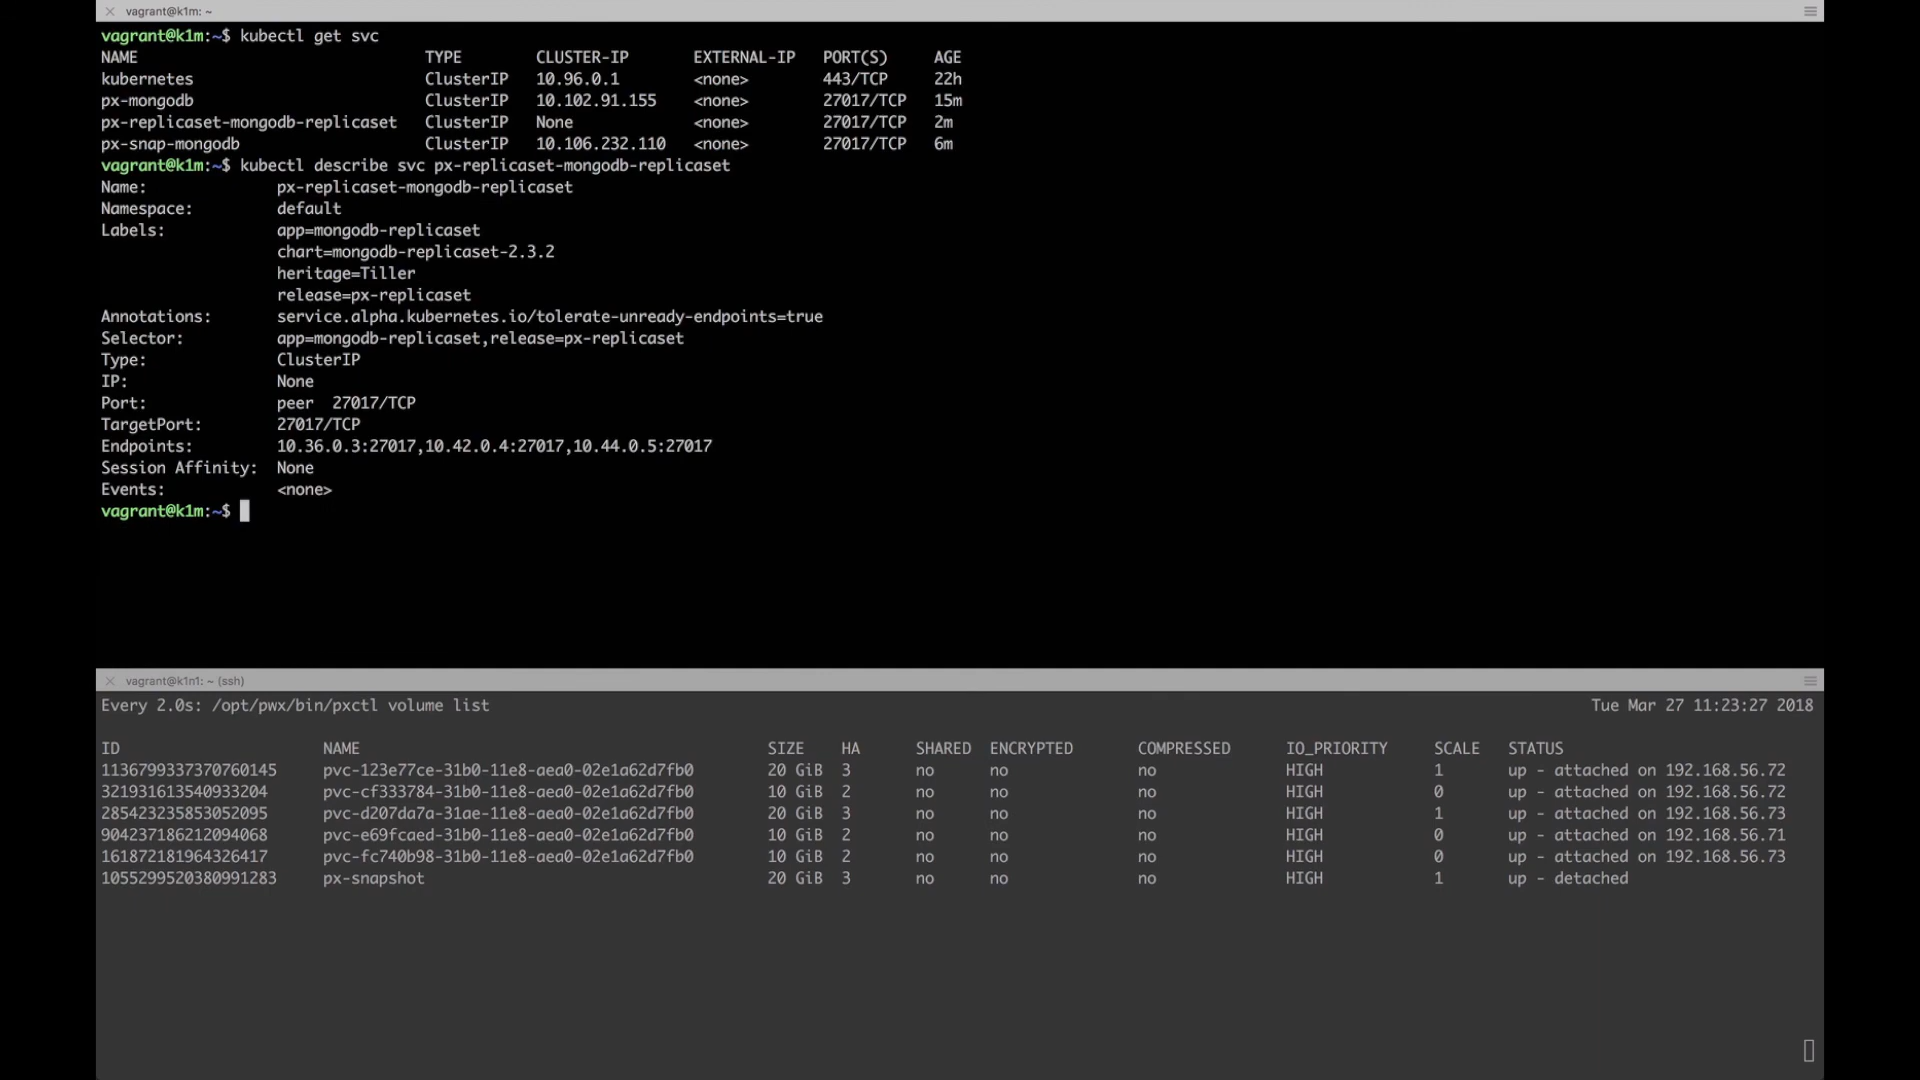 vagrant@k1m: ~
vagrant@k1m:~$ kubectl get svc
NAME TYPE CLUSTER-IP EXTERNAL-IP PORT(S) AGE
kubernetes ClusterIP 10.96.0.1 <none> 443/TCP 22h
px-mongodb ClusterIP 10.102.91.155 <none> 27017/TCP 15m
px-replicaset-mongodb-replicaset ClusterIP None <none> 27017/TCP 2m
px-snap-mongodb ClusterIP 10.106.232.110 <none> 27017/TCP 6m
vagrant@k1m:~$ kubectl describe svc px-replicaset-mongodb-replicaset
Name: px-replicaset-mongodb-replicaset
Namespace: default
Labels: app=mongodb-replicaset
chart=mongodb-replicaset-2.3.2
heritage=Tiller
release=px-replicaset
Annotations: service.alpha.kubernetes.io/tolerate-unready-endpoints=true
Selector: app=mongodb-replicaset,release=px-replicaset
Type: ClusterIP
IP: None
Port: peer 27017/TCP
TargetPort: 27017/TCP
Endpoints: 10.36.0.3:27017,10.42.0.4:27017,10.44.0.5:27017
Session Affinity: None
Events: <none>
vagrant@k1m:~$
vagrant@k1n1: ~ (ssh)
Every 2.0s: /opt/pwx/bin/pxctl volume list Tue Mar 27 11:23:27 2018
ID NAME SIZE HA SHARED ENCRYPTED COMPRESSED IO_PRIORITY SCALE STATUS
1136799337370760145 pvc-123e77ce-31b0-11e8-aea0-02e1a62d7fb0 20 GiB 3 no no no HIGH 1 up - attached on 192.168.56.72
321931613540933204 pvc-cf333784-31b0-11e8-aea0-02e1a62d7fb0 10 GiB 2 no no no HIGH 0 up - attached on 192.168.56.72
285423235853052095 pvc-d207da7a-31ae-11e8-aea0-02e1a62d7fb0 20 GiB 3 no no no HIGH 1 up - attached on 192.168.56.73
904237186212094068 pvc-e69fcaed-31b0-11e8-aea0-02e1a62d7fb0 10 GiB 2 no no no HIGH 0 up - attached on 192.168.56.71
161872181964326417 pvc-fc740b98-31b0-11e8-aea0-02e1a62d7fb0 10 GiB 2 no no no HIGH 0 up - attached on 192.168.56.73
1055299520380991283 px-snapshot 20 GiB 3 no no no HIGH 1 up - detached